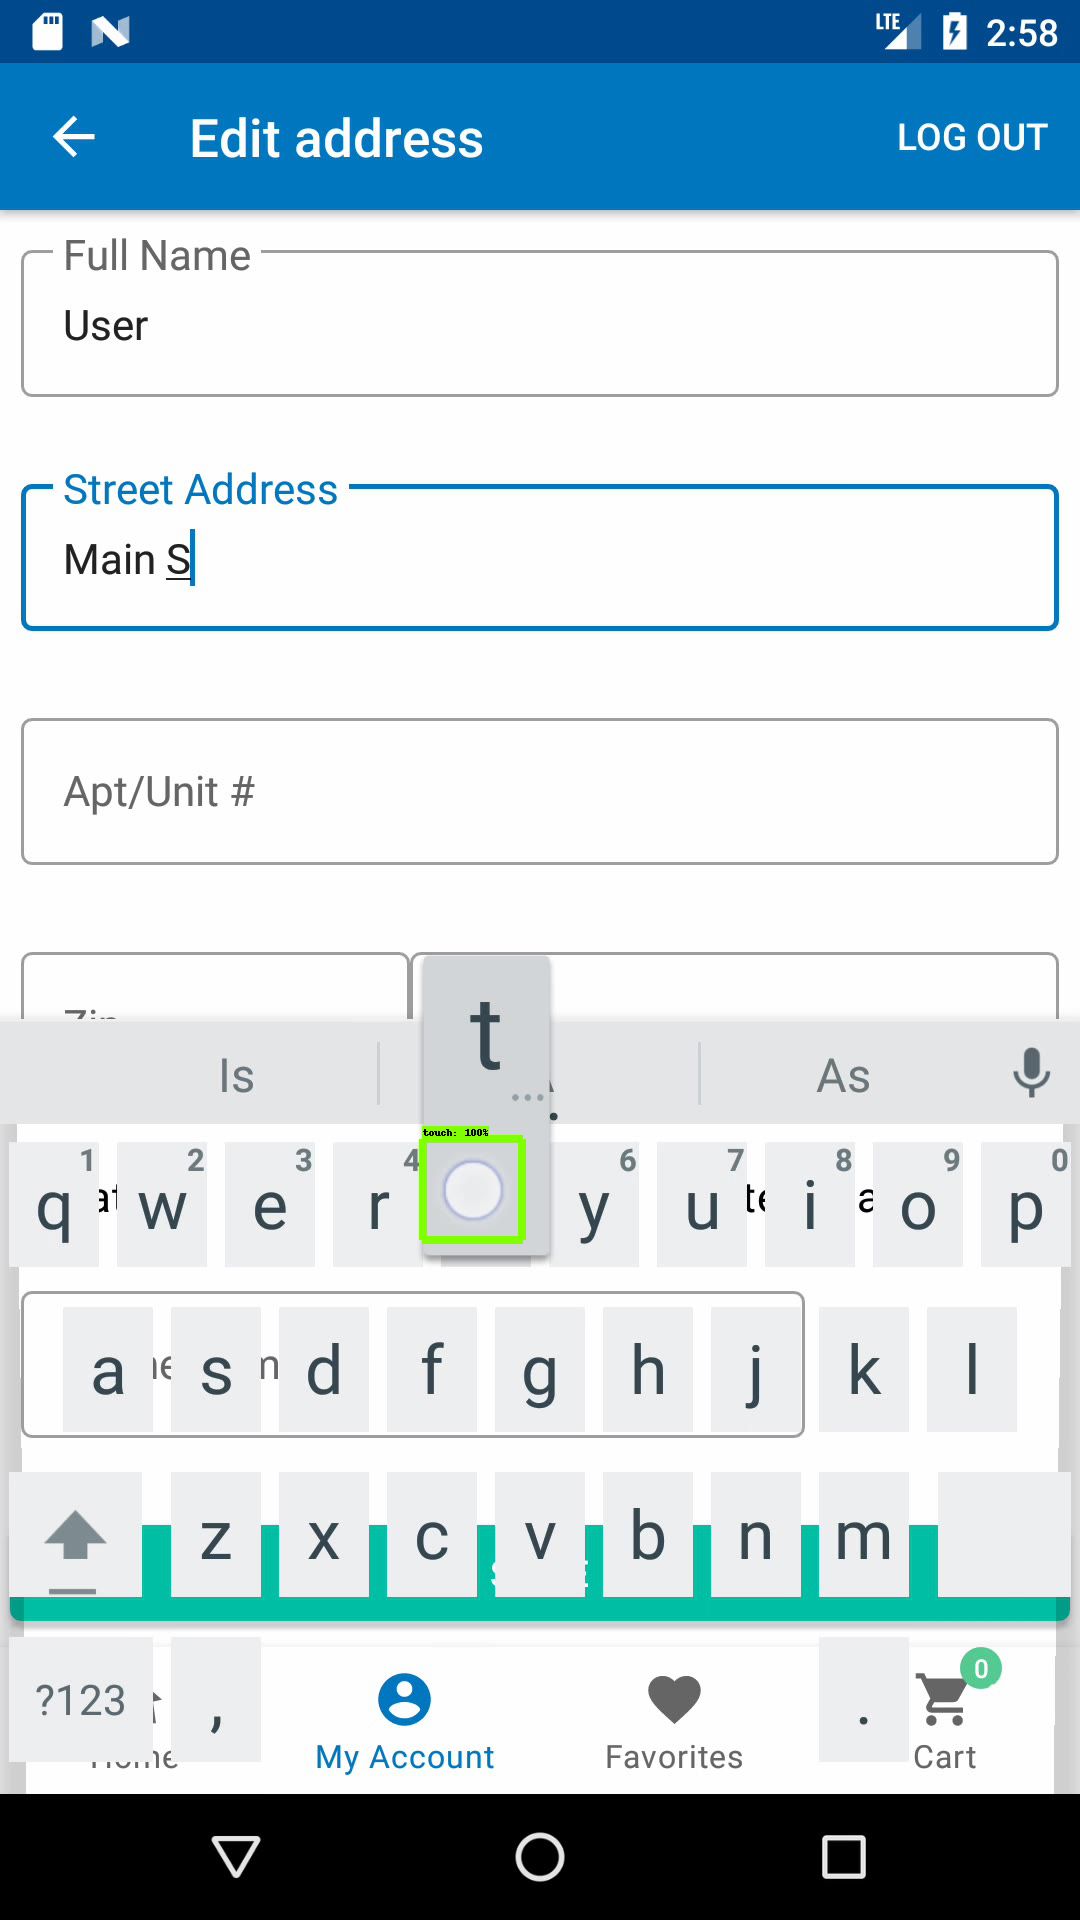 LTE 2:58
Edit address LOG OUT
Full Name
User
Street Address
Main S
Apt/Unit #
t
Is As
touch: 100%
1 2 3 4 6 7 8 9 0
q w e r y u i o p
a s d f g h j k l
z x c v b n m
?123 , . 0
Home My Account Favorites Cart